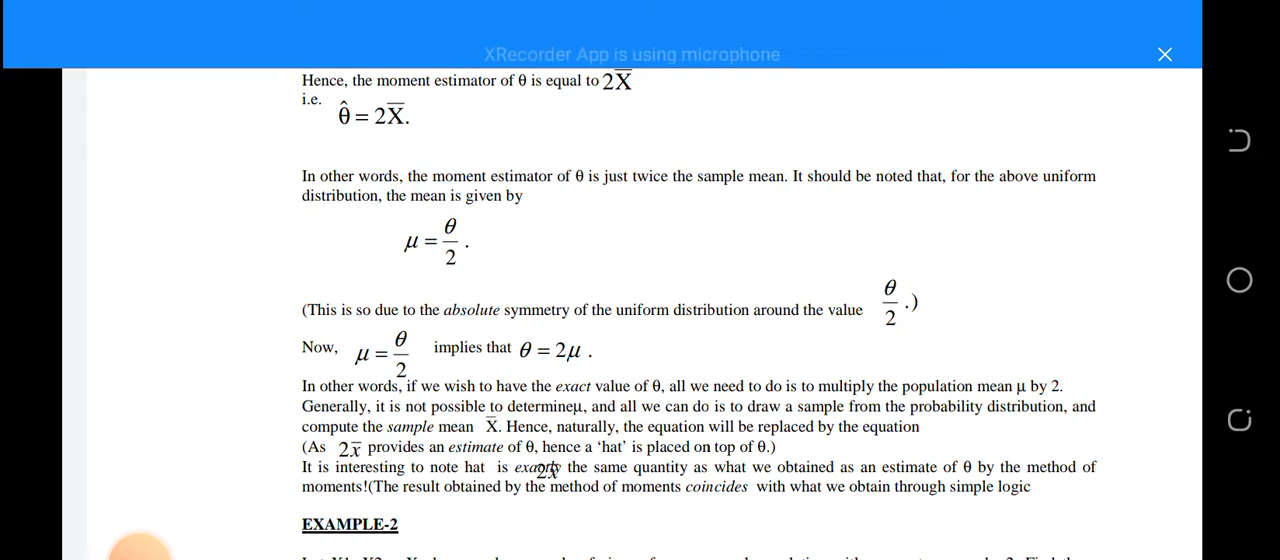 XRecorder App is using microphone
Hence, the moment estimator of θ is equal to 2X̄
i.e.
θ̂ = 2X̄.
In other words, the moment estimator of θ is just twice the sample mean. It should be noted that, for the above uniform
distribution, the mean is given by
μ = θ/2 .
(This is so due to the absolute symmetry of the uniform distribution around the value θ/2 .)
Now, μ = θ/2 implies that θ = 2μ .
In other words, if we wish to have the exact value of θ, all we need to do is to multiply the population mean μ by 2.
Generally, it is not possible to determineμ, and all we can do is to draw a sample from the probability distribution, and
compute the sample mean X̄. Hence, naturally, the equation will be replaced by the equation
(As 2x̄ provides an estimate of θ, hence a ‘hat’ is placed on top of θ.)
It is interesting to note hat is exactly 2x̄ the same quantity as what we obtained as an estimate of θ by the method of
moments!(The result obtained by the method of moments coincides with what we obtain through simple logic
EXAMPLE-2